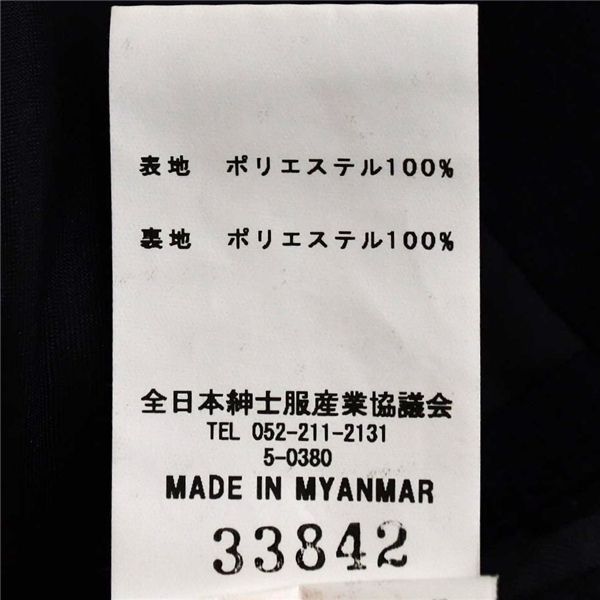 表地 ポリエステル100%
裏地 ポリエステル100%
全日本紳士服産業協議会
TEL 052-211-2131
5-0380
MADE IN MYANMAR
33842